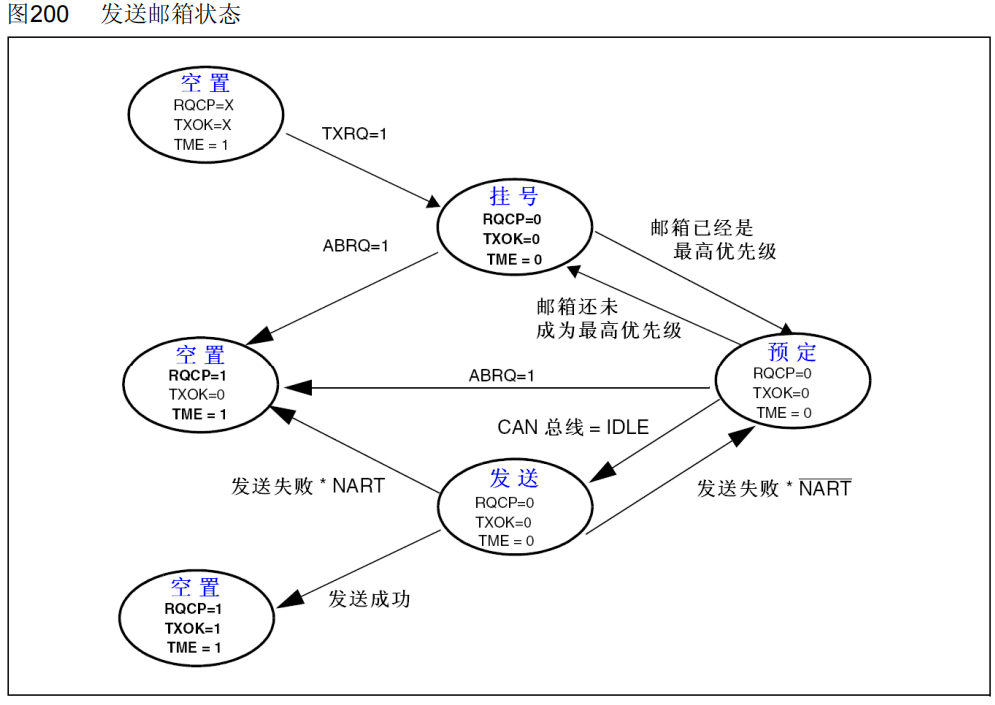 图200 发送邮箱状态
空 置
RQCP=X
TXOK=X
TME = 1
TXRQ=1
挂 号
RQCP=0
TXOK=0
TME = 0
邮箱已经是
最高优先级
ABRQ=1
邮箱还未
成为最高优先级
空 置
RQCP=1
TXOK=0
TME = 1
预 定
RQCP=0
TXOK=0
TME = 0
ABRQ=1
CAN 总线 = IDLE
发 送
RQCP=0
TXOK=0
TME = 0
发送失败 * NART
发送失败 * N̅A̅R̅T̅
空 置
RQCP=1
TXOK=1
TME = 1
发送成功